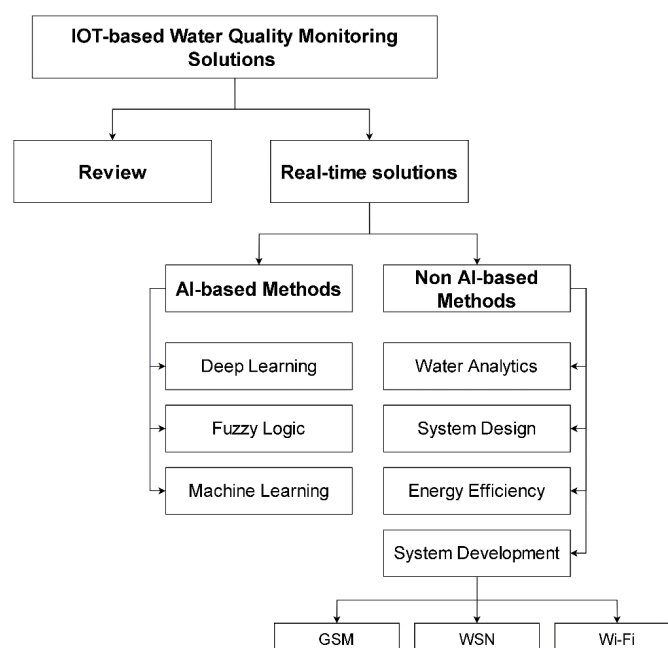 IOT-based Water Quality Monitoring
Solutions
Review
Real-time solutions
AI-based Methods
Non AI-based
Methods
Deep Learning
Water Analytics
Fuzzy Logic
System Design
Machine Learning
Energy Efficiency
System Development
GSM
WSN
Wi-Fi